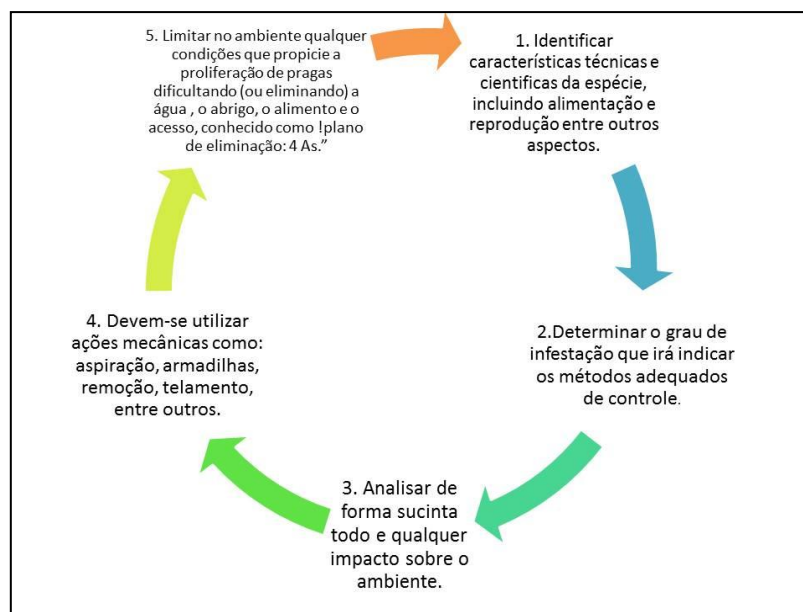 1. Identificar
características técnicas e
cientificas da espécie,
incluindo alimentação e
reprodução entre outros
aspectos.
2.Determinar o grau de
infestação que irá indicar
os métodos adequados
de controle.
3. Analisar de
forma sucinta
todo e qualquer
impacto sobre o
ambiente.
4. Devem-se utilizar
ações mecânicas como:
aspiração, armadilhas,
remoção, telamento,
entre outros.
5. Limitar no ambiente qualquer
condições que propicie a
proliferação de pragas
dificultando (ou eliminando) a
água , o abrigo, o alimento e o
acesso, conhecido como !plano
de eliminação: 4 As.”